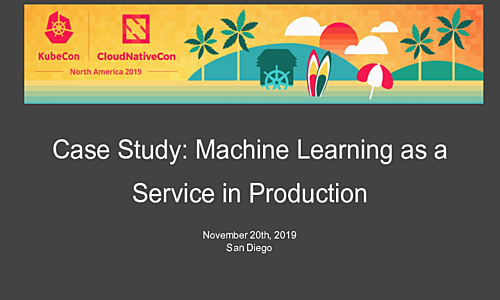 KubeCon
CloudNativeCon
North America 2019
Case Study: Machine Learning as a
Service in Production
November 20th, 2019
San Diego